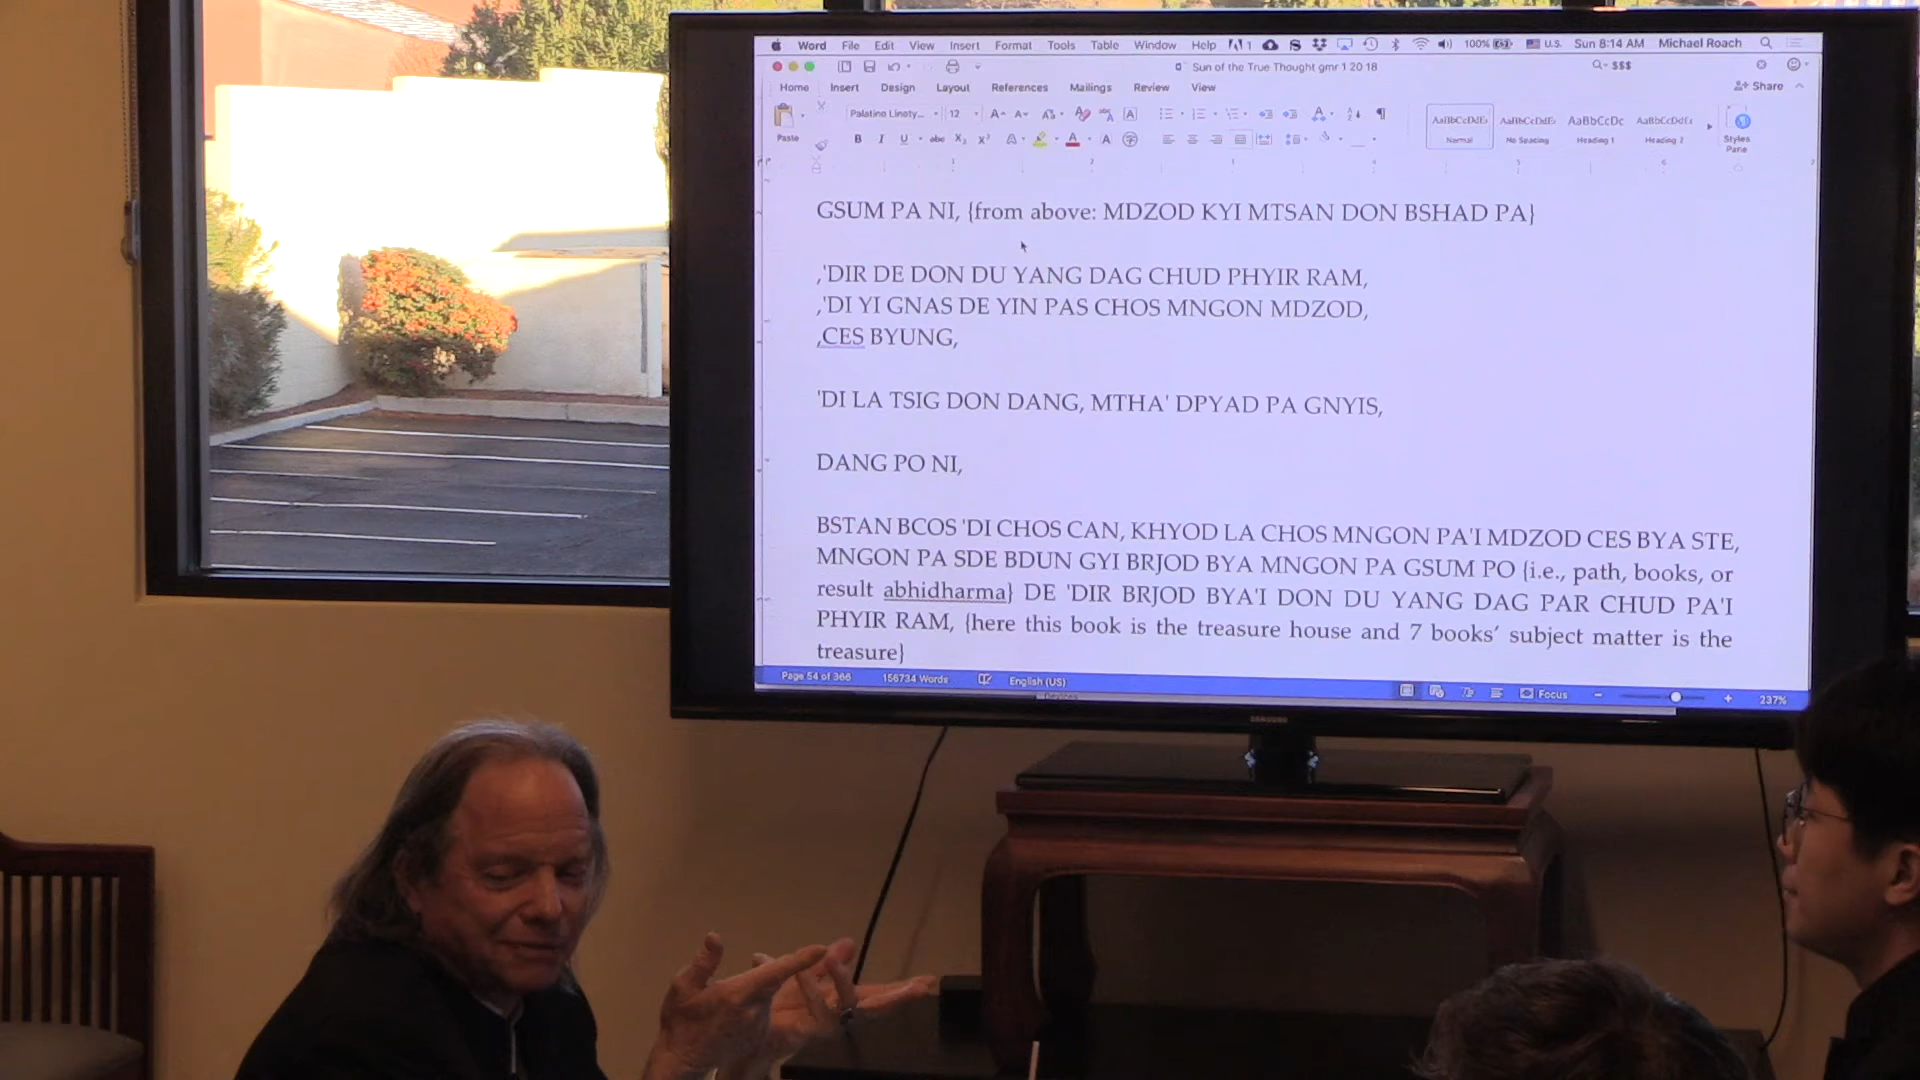 Word File Edit View Insert Format Tools Table Window Help 100% U.S. Sun 8:14 AM Michael Roach
Sun of the True Thought gmr 1 20 18 $$$
Home Insert Design Layout References Mailings Review View Share
Paste Palatino Linoty... 12 AaBbCcDdEe AaBbCcDdEe AaBbCcDc AaBbCcDdEe
Normal No Spacing Heading 1 Heading 2 Styles Pane
GSUM PA NI, {from above: MDZOD KYI MTSAN DON BSHAD PA}
,'DIR DE DON DU YANG DAG CHUD PHYIR RAM,
,'DI YI GNAS DE YIN PAS CHOS MNGON MDZOD,
,CES BYUNG,
'DI LA TSIG DON DANG, MTHA' DPYAD PA GNYIS,
DANG PO NI,
BSTAN BCOS 'DI CHOS CAN, KHYOD LA CHOS MNGON PA'I MDZOD CES BYA STE,
MNGON PA SDE BDUN GYI BRJOD BYA MNGON PA GSUM PO {i.e., path, books, or
result abhidharma} DE 'DIR BRJOD BYA'I DON DU YANG DAG PAR CHUD PA'I
PHYIR RAM, {here this book is the treasure house and 7 books' subject matter is the
treasure}
Page 54 of 366 156734 Words English (US) Focus 237%
SAMSUNG